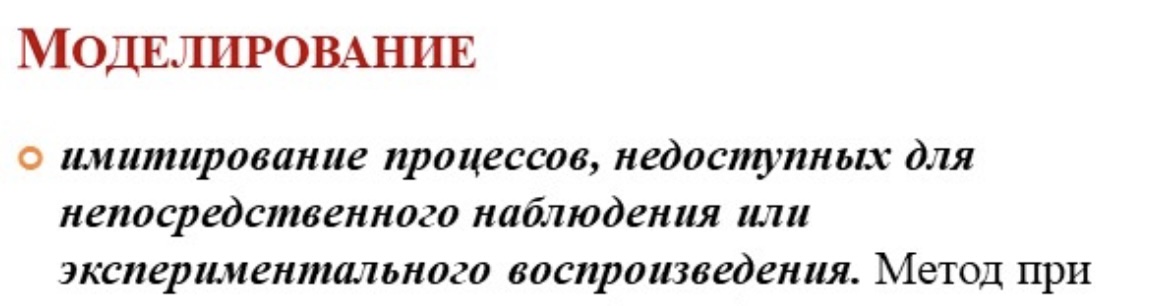 МОДЕЛИРОВАНИЕ
имитирование процессов, недоступных для
непосредственного наблюдения или
экспериментального воспроизведения. Метод при